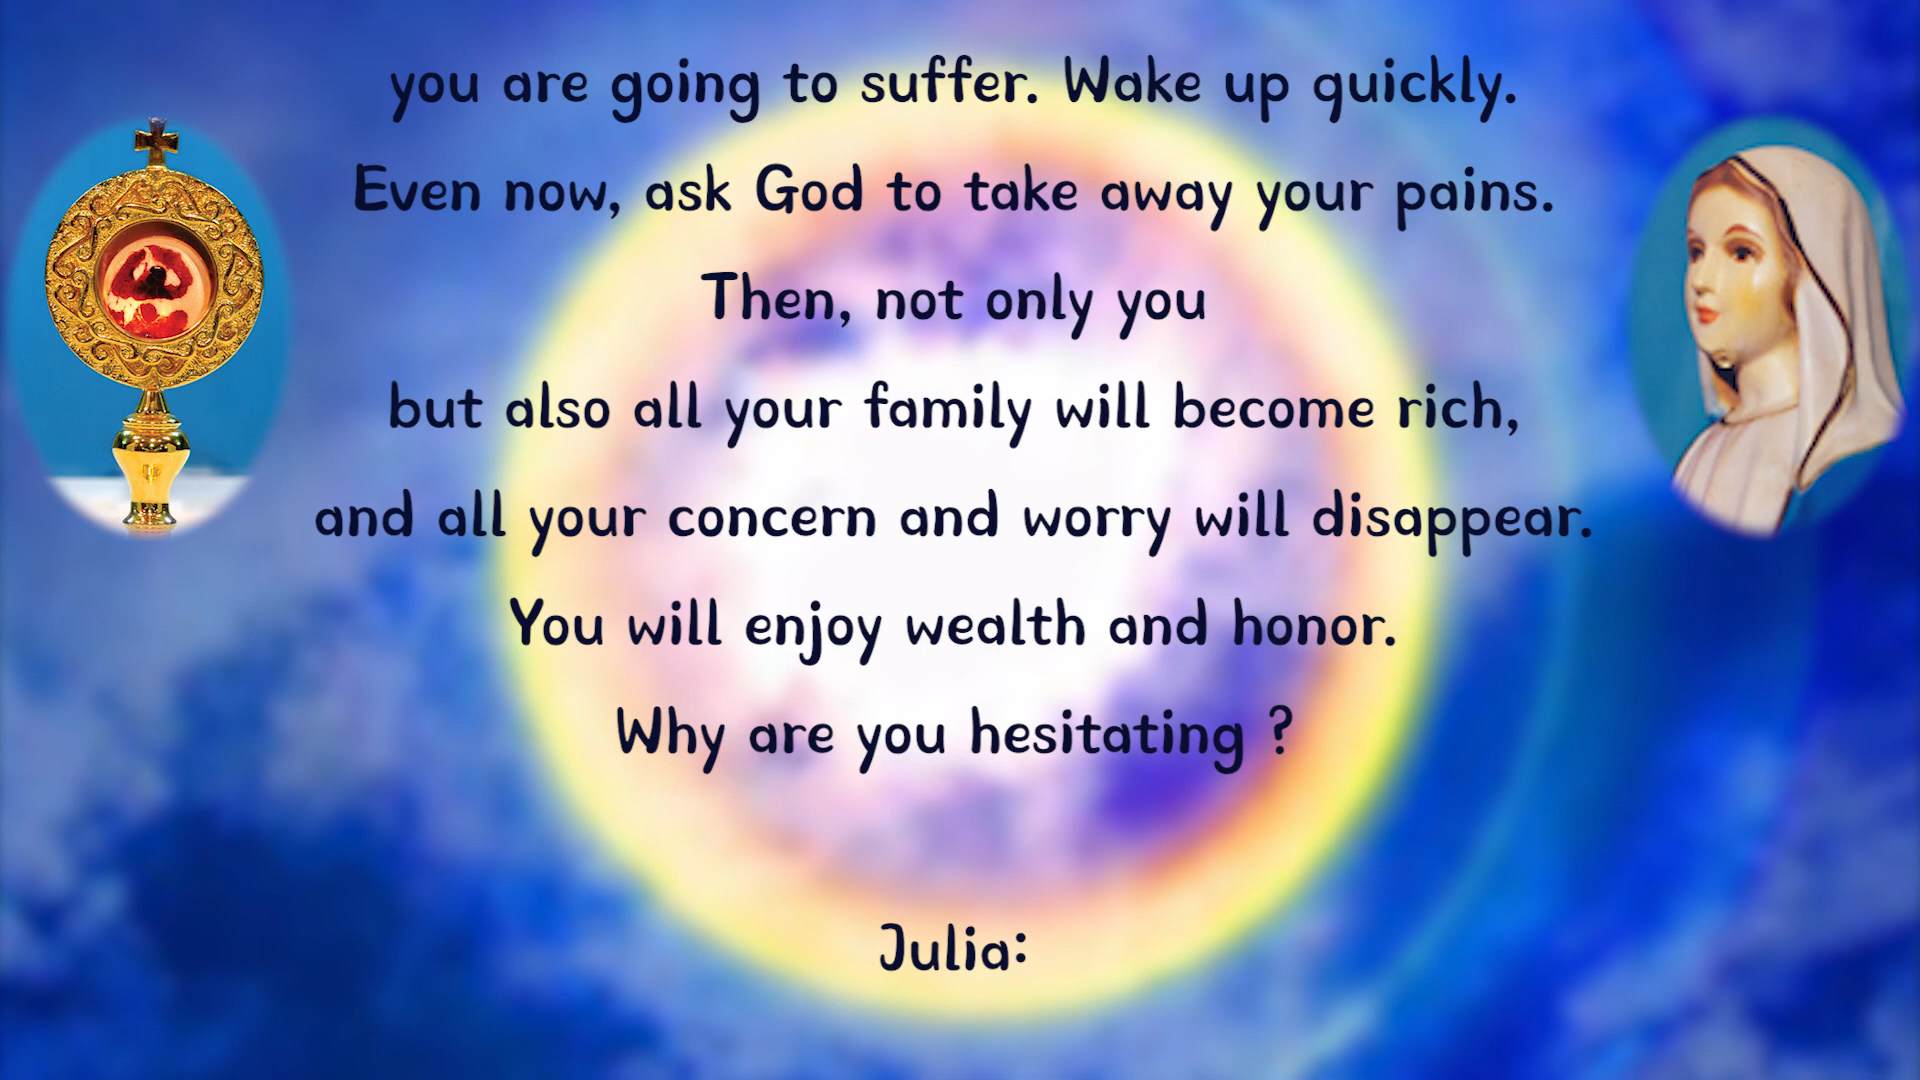 you are going to suffer. Wake up quickly.
Even now, ask God to take away your pains.
Then, not only you
but also all your family will become rich,
and all your concern and worry will disappear.
You will enjoy wealth and honor.
Why are you hesitating ?
Julia: